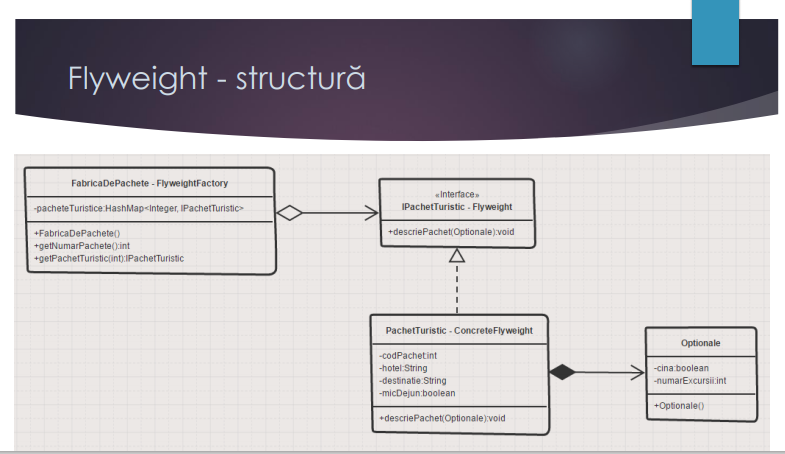 Flyweight - structură
FabricaDePachete - FlyweightFactory
-pacheteTuristice:HashMap<Integer, IPachetTuristic>
+FabricaDePachete()
+getNumarPachete():int
+getPachetTuristic(int):IPachetTuristic
«Interface»
IPachetTuristic - Flyweight
+descriePachet(Optionale):void
PachetTuristic - ConcreteFlyweight
-codPachet:int
-hotel:String
-destinatie:String
-micDejun:boolean
+descriePachet(Optionale):void
Optionale
-cina:boolean
-numarExcursii:int
+Optionale()